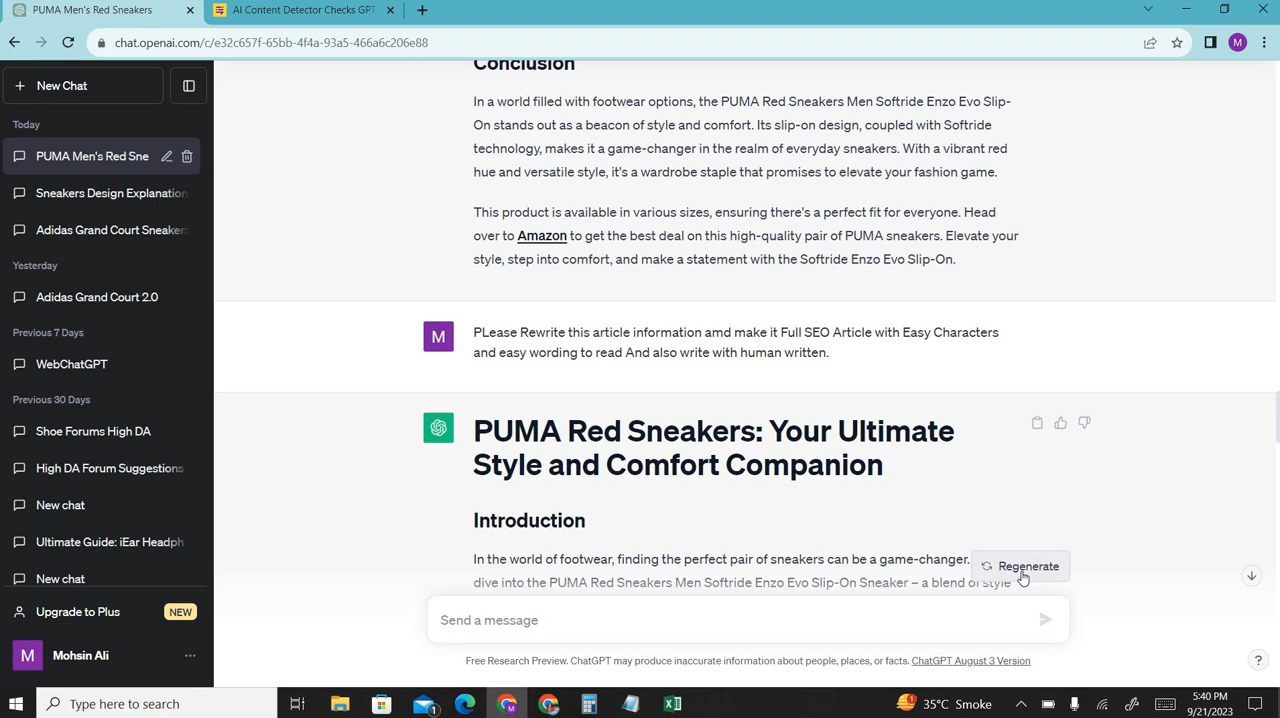 PUMA Red Sneakers
AI Content Detector Checks GPT-
chat.openai.com/c/e32c657f-65bb-4f4a-93a5-466a6c206e88
M
New Chat
Today
PUMA Men's Red Sne
Sneakers Design Explanation
Adidas Grand Court Sneakers
Yesterday
Adidas Grand Court 2.0
Previous 7 Days
WebChatGPT
Previous 30 Days
Shoe Forums High DA
High DA Forum Suggestions
New chat
Ultimate Guide: iEar Headph
New chat
Upgrade to Plus
NEW
M
Mohsin Ali
Conclusion
In a world filled with footwear options, the PUMA Red Sneakers Men Softride Enzo Evo Slip-
On stands out as a beacon of style and comfort. Its slip-on design, coupled with Softride
technology, makes it a game-changer in the realm of everyday sneakers. With a vibrant red
hue and versatile style, it's a wardrobe staple that promises to elevate your fashion game.
This product is available in various sizes, ensuring there's a perfect fit for everyone. Head
over to Amazon to get the best deal on this high-quality pair of PUMA sneakers. Elevate your
style, step into comfort, and make a statement with the Softride Enzo Evo Slip-On.
M
PLease Rewrite this article information amd make it Full SEO Article with Easy Characters
and easy wording to read And also write with human written.
PUMA Red Sneakers: Your Ultimate
Style and Comfort Companion
Introduction
In the world of footwear, finding the perfect pair of sneakers can be a game-changer.
dive into the PUMA Red Sneakers Men Softride Enzo Evo Slip-On Sneaker – a blend of style
Regenerate
Send a message
Free Research Preview. ChatGPT may produce inaccurate information about people, places, or facts. ChatGPT August 3 Version
?
Type here to search
1
M
35°C Smoke
5:40 PM
9/21/2023